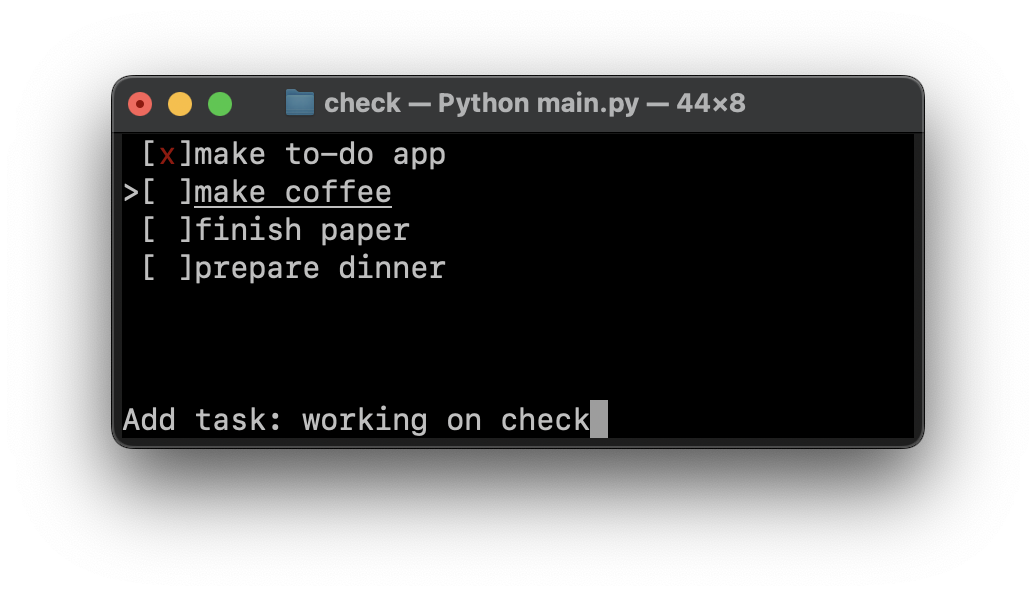 check — Python main.py — 44×8
[x]make to-do app
>[ ]make coffee
[ ]finish paper
[ ]prepare dinner
Add task: working on check